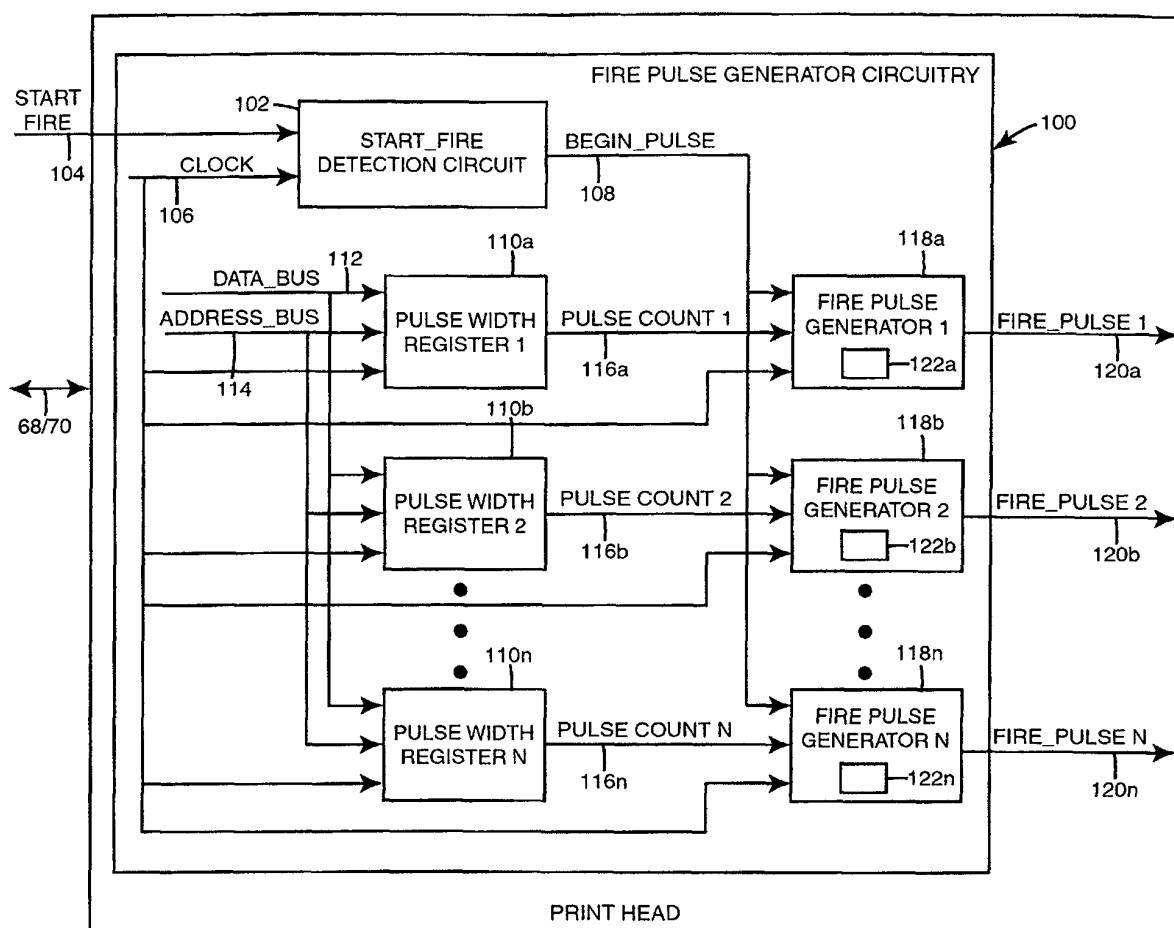 FIRE PULSE GENERATOR CIRCUITRY
START
FIRE
104
102
START_FIRE
DETECTION CIRCUIT
BEGIN_PULSE
108
100
CLOCK
106
DATA_BUS
112
ADDRESS_BUS
114
110a
PULSE WIDTH
REGISTER 1
PULSE COUNT 1
116a
118a
FIRE PULSE
GENERATOR 1
122a
FIRE_PULSE 1
120a
68/70
110b
PULSE WIDTH
REGISTER 2
PULSE COUNT 2
116b
118b
FIRE PULSE
GENERATOR 2
122b
FIRE_PULSE 2
120b
110n
PULSE WIDTH
REGISTER N
PULSE COUNT N
116n
118n
FIRE PULSE
GENERATOR N
122n
FIRE_PULSE N
120n
PRINT HEAD